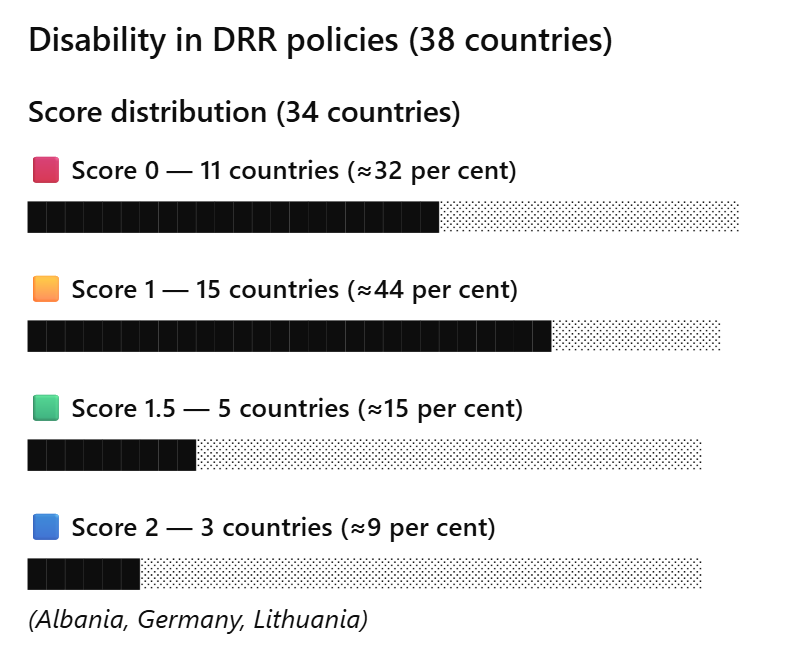 Disability in DRR policies (38 countries)
Score distribution (34 countries)
Score 0 — 11 countries (≈32 per cent)
Score 1 — 15 countries (≈44 per cent)
Score 1.5 — 5 countries (≈15 per cent)
Score 2 — 3 countries (≈9 per cent)
(Albania, Germany, Lithuania)